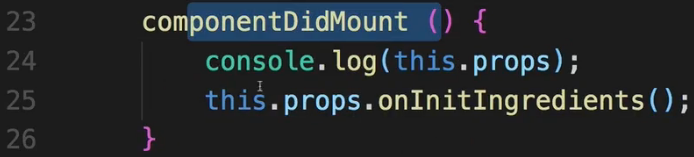 23 componentDidMount () {
24 console.log(this.props);
25 this.props.onInitIngredients();
26 }